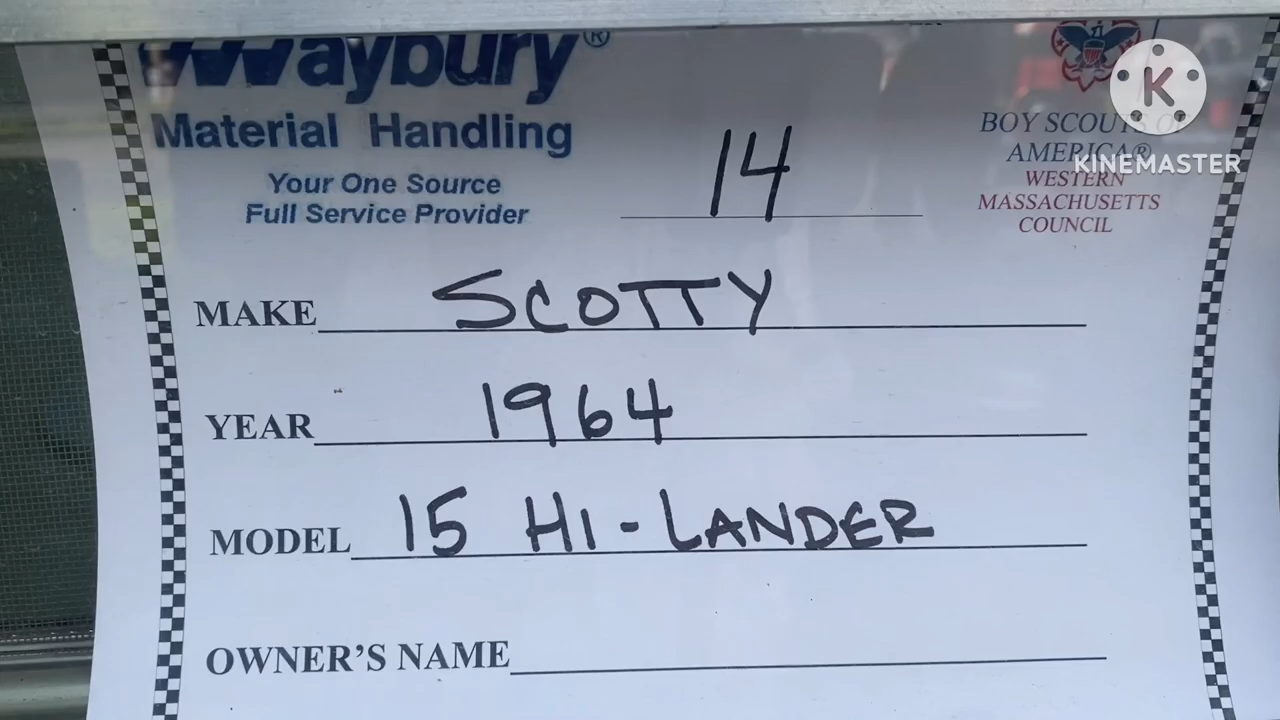 Waybury®
Material Handling
Your One Source
Full Service Provider
14
BOY SCOUTS OF
AMERICA®
WESTERN
MASSACHUSETTS
COUNCIL
K
KINEMASTER
MAKE SCOTTY
YEAR 1964
MODEL 15 HI-LANDER
OWNER'S NAME